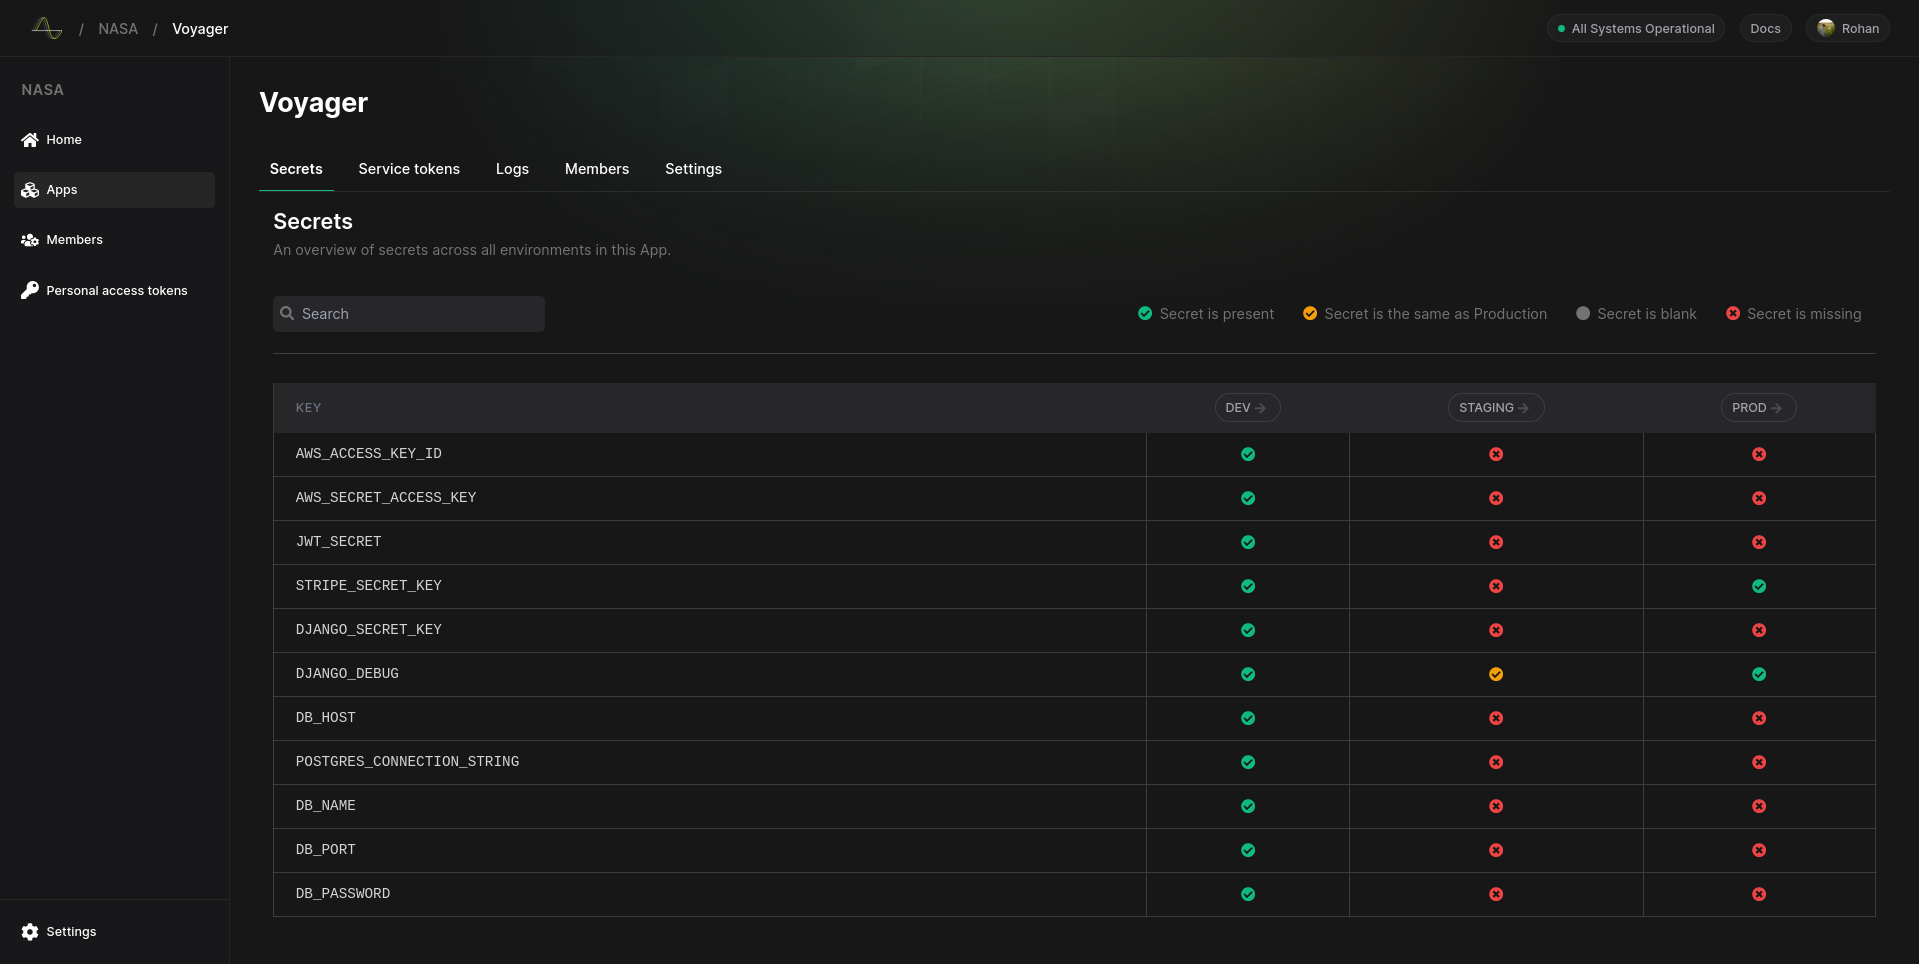 / NASA / Voyager
All Systems Operational
Docs
Rohan
NASA
Home
Apps
Members
Personal access tokens
Settings
Voyager
Secrets Service tokens Logs Members Settings
Secrets
An overview of secrets across all environments in this App.
Search
Secret is present Secret is the same as Production Secret is blank Secret is missing
KEY DEV STAGING PROD
AWS_ACCESS_KEY_ID
AWS_SECRET_ACCESS_KEY
JWT_SECRET
STRIPE_SECRET_KEY
DJANGO_SECRET_KEY
DJANGO_DEBUG
DB_HOST
POSTGRES_CONNECTION_STRING
DB_NAME
DB_PORT
DB_PASSWORD